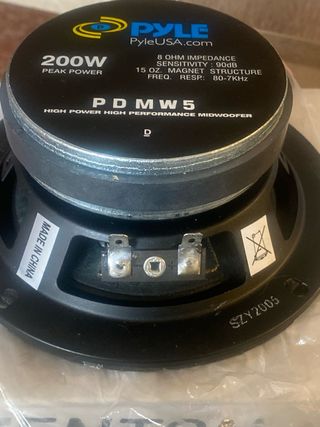 PYLE
PyleUSA.com
200W
PEAK POWER
8 OHM IMPEDANCE
SENSITIVITY : 90dB
15 OZ. MAGNET STRUCTURE
FREQ. RESP.: 80-7KHz
PDMW5
HIGH POWER HIGH PERFORMANCE MIDWOOFER
D
MADE IN CHINA
SZY2005